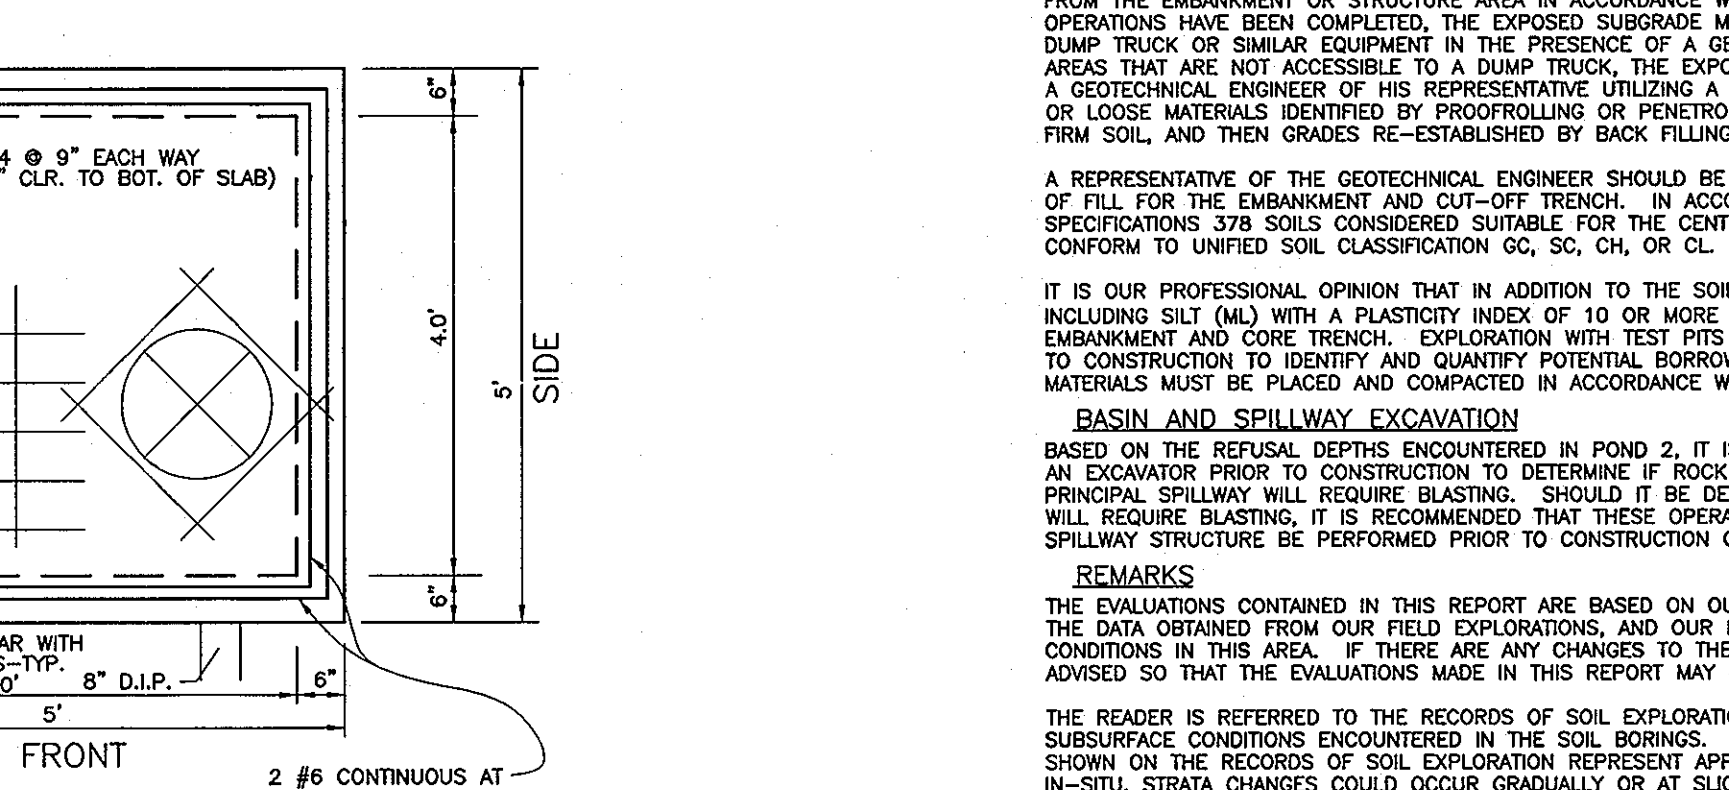 6"
4 @ 9" EACH WAY
" CLR. TO BOT. OF SLAB)
4.0'
5'
SIDE
6"
AR WITH
S-TYP.
0'
8" D.I.P.
6"
5'
FRONT
2 #6 CONTINUOUS AT
FROM THE EMBANKMENT OR STRUCTURE AREA IN ACCORDANCE W
OPERATIONS HAVE BEEN COMPLETED, THE EXPOSED SUBGRADE M
DUMP TRUCK OR SIMILAR EQUIPMENT IN THE PRESENCE OF A GE
AREAS THAT ARE NOT ACCESSIBLE TO A DUMP TRUCK, THE EXPO
A GEOTECHNICAL ENGINEER OF HIS REPRESENTATIVE UTILIZING A
OR LOOSE MATERIALS IDENTIFIED BY PROOFROLLING OR PENETRO
FIRM SOIL, AND THEN GRADES RE-ESTABLISHED BY BACK FILLING
A REPRESENTATIVE OF THE GEOTECHNICAL ENGINEER SHOULD BE
OF FILL FOR THE EMBANKMENT AND CUT-OFF TRENCH. IN ACCO
SPECIFICATIONS 378 SOILS CONSIDERED SUITABLE FOR THE CENT
CONFORM TO UNIFIED SOIL CLASSIFICATION GC, SC, CH, OR CL.
IT IS OUR PROFESSIONAL OPINION THAT IN ADDITION TO THE SOI
INCLUDING SILT (ML) WITH A PLASTICITY INDEX OF 10 OR MORE
EMBANKMENT AND CORE TRENCH. EXPLORATION WITH TEST PITS
TO CONSTRUCTION TO IDENTIFY AND QUANTIFY POTENTIAL BORROW
MATERIALS MUST BE PLACED AND COMPACTED IN ACCORDANCE W
BASIN AND SPILLWAY EXCAVATION
BASED ON THE REFUSAL DEPTHS ENCOUNTERED IN POND 2, IT IS
AN EXCAVATOR PRIOR TO CONSTRUCTION TO DETERMINE IF ROCK
PRINCIPAL SPILLWAY WILL REQUIRE BLASTING. SHOULD IT BE DE
WILL REQUIRE BLASTING, IT IS RECOMMENDED THAT THESE OPERA
SPILLWAY STRUCTURE BE PERFORMED PRIOR TO CONSTRUCTION
REMARKS
THE EVALUATIONS CONTAINED IN THIS REPORT ARE BASED ON OU
THE DATA OBTAINED FROM OUR FIELD EXPLORATIONS, AND OUR
CONDITIONS IN THIS AREA. IF THERE ARE ANY CHANGES TO THE
ADVISED SO THAT THE EVALUATIONS MADE IN THIS REPORT MAY
THE READER IS REFERRED TO THE RECORDS OF SOIL EXPLORATI
SUBSURFACE CONDITIONS ENCOUNTERED IN THE SOIL BORINGS.
SHOWN ON THE RECORDS OF SOIL EXPLORATION REPRESENT APP
IN-SITU, STRATA CHANGES COULD OCCUR GRADUALLY OR AT SLIG